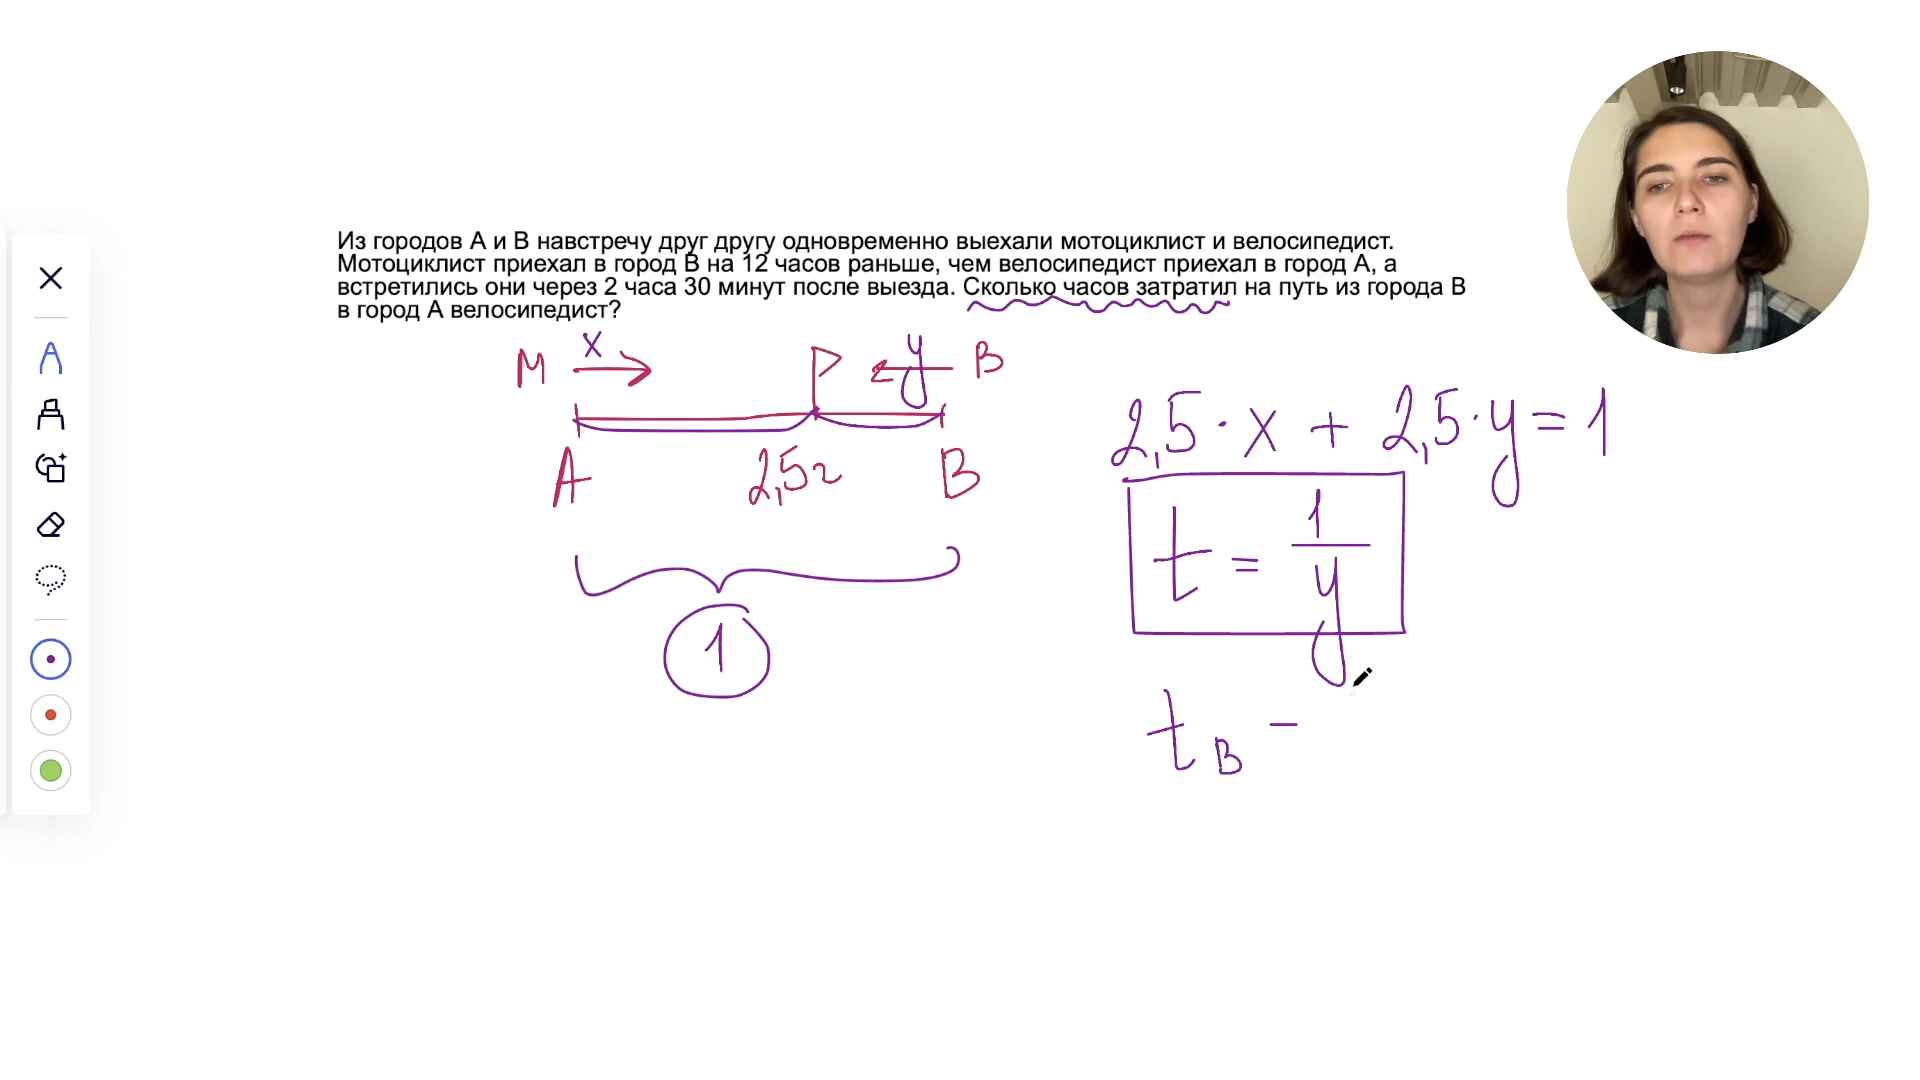 Из городов А и В навстречу друг другу одновременно выехали мотоциклист и велосипедист.
Мотоциклист приехал в город В на 12 часов раньше, чем велосипедист приехал в город А, а
встретились они через 2 часа 30 минут после выезда. Сколько часов затратил на путь из города В
в город А велосипедист?
М x P y В
А 2,5ч В
1
2,5 · x + 2,5 · y = 1
t = 1/y
t В –